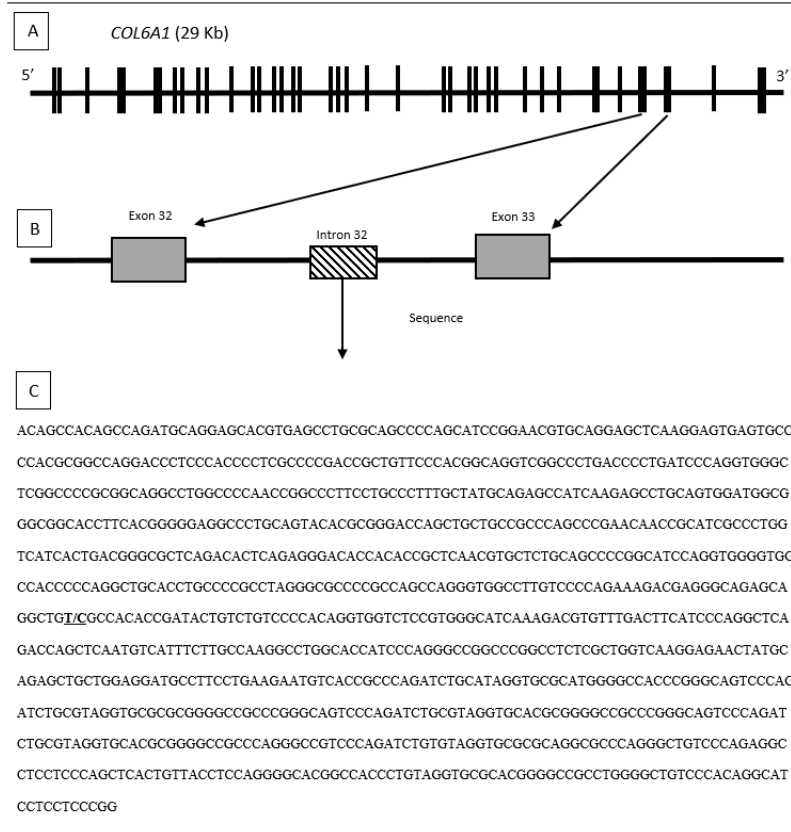 A
COL6A1 (29 Kb)
5’
3’
B
Exon 32
Intron 32
Exon 33
Sequence
C
ACAGCCACAGCCAGATGCAGGAGCACGTGAGCCTGCGCAGCCCCAGCATCCGGAACGTGCAGGAGCTCAAGGAGTGAGTGCC
CCACGCGGCCAGGACCCTCCCACCCCTCGCCCCGACCGCTGTTCCCACGGCAGGTCGGCCCTGACCCCTGATCCCAGGTGGGC
TCGGCCCCGCGGCAGGCCTGGCCCCAACCGGCCCTTCCTGCCCTTTGCTATGCAGAGCCATCAAGAGCCTGCAGTGGATGGCG
GGCGGCACCTTCACGGGGGAGGCCCTGCAGTACACGCGGGACCAGCTGCTGCCGCCCAGCCCGAACAACCGCATCGCCCTGG
TCATCACTGACGGGCGCTCAGACACTCAGAGGGACACCACACCGCTCAACGTGCTCTGCAGCCCCGGCATCCAGGTGGGGTGG
CCACCCCCAGGCTGCACCTGCCCCGCCTAGGGCGCCCCGCCAGCCAGGGTGGCCTTGTCCCCAGAAAGACGAGGGCAGAGCA
GGCTGT/CGCCACACCGATACTGTCTGTCCCCACAGGTGGTCTCCGTGGGCATCAAAGACGTGTTTGACTTCATCCCAGGCTCA
GACCAGCTCAATGTCATTTCTTGCCAAGGCCTGGCACCATCCCAGGGCCGGCCCGGCCTCTCGCTGGTCAAGGAGAACTATGC
AGAGCTGCTGGAGGATGCCTTCCTGAAGAATGTCACCGCCCAGATCTGCATAGGTGCGCATGGGGCCACCCGGGCAGTCCCAG
ATCTGCGTAGGTGCGCGCGGGGCCGCCCGGGCAGTCCCAGATCTGCGTAGGTGCACGCGGGGCCGCCCGGGCAGTCCCAGAT
CTGCGTAGGTGCACGCGGGGCCGCCCAGGGCCGTCCCAGATCTGTGTAGGTGCGCGCAGGCGCCCAGGGCTGTCCCAGAGGC
CTCCTCCCAGCTCACTGTTACCTCCAGGGGCACGGCCACCCTGTAGGTGCGCACGGGGCCGCCTGGGGCTGTCCCACAGGCAT
CCTCCTCCCGG